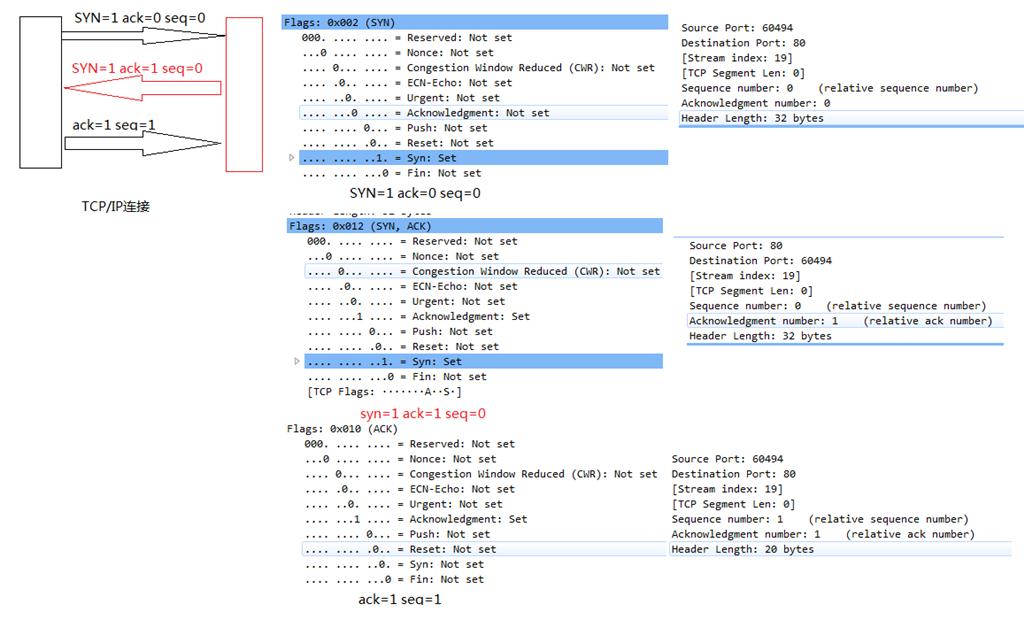 SYN=1 ack=0 seq=0
SYN=1 ack=1 seq=0
ack=1 seq=1
TCP/IP连接
Flags: 0x002 (SYN)
000. .... .... = Reserved: Not set
...0 .... .... = Nonce: Not set
.... 0... .... = Congestion Window Reduced (CWR): Not set
.... .0.. .... = ECN-Echo: Not set
.... ..0. .... = Urgent: Not set
.... ...0 .... = Acknowledgment: Not set
.... .... 0... = Push: Not set
.... .... .0.. = Reset: Not set
.... .... ..1. = Syn: Set
.... .... ...0 = Fin: Not set
SYN=1 ack=0 seq=0
Source Port: 60494
Destination Port: 80
[Stream index: 19]
[TCP Segment Len: 0]
Sequence number: 0 (relative sequence number)
Acknowledgment number: 0
Header Length: 32 bytes
Flags: 0x012 (SYN, ACK)
000. .... .... = Reserved: Not set
...0 .... .... = Nonce: Not set
.... 0... .... = Congestion Window Reduced (CWR): Not set
.... .0.. .... = ECN-Echo: Not set
.... ..0. .... = Urgent: Not set
.... ...1 .... = Acknowledgment: Set
.... .... 0... = Push: Not set
.... .... .0.. = Reset: Not set
.... .... ..1. = Syn: Set
.... .... ...0 = Fin: Not set
[TCP Flags: ·······A··S·]
syn=1 ack=1 seq=0
Source Port: 80
Destination Port: 60494
[Stream index: 19]
[TCP Segment Len: 0]
Sequence number: 0 (relative sequence number)
Acknowledgment number: 1 (relative ack number)
Header Length: 32 bytes
Flags: 0x010 (ACK)
000. .... .... = Reserved: Not set
...0 .... .... = Nonce: Not set
.... 0... .... = Congestion Window Reduced (CWR): Not set
.... .0.. .... = ECN-Echo: Not set
.... ..0. .... = Urgent: Not set
.... ...1 .... = Acknowledgment: Set
.... .... 0... = Push: Not set
.... .... .0.. = Reset: Not set
.... .... ..0. = Syn: Not set
.... .... ...0 = Fin: Not set
ack=1 seq=1
Source Port: 60494
Destination Port: 80
[Stream index: 19]
[TCP Segment Len: 0]
Sequence number: 1 (relative sequence number)
Acknowledgment number: 1 (relative ack number)
Header Length: 20 bytes